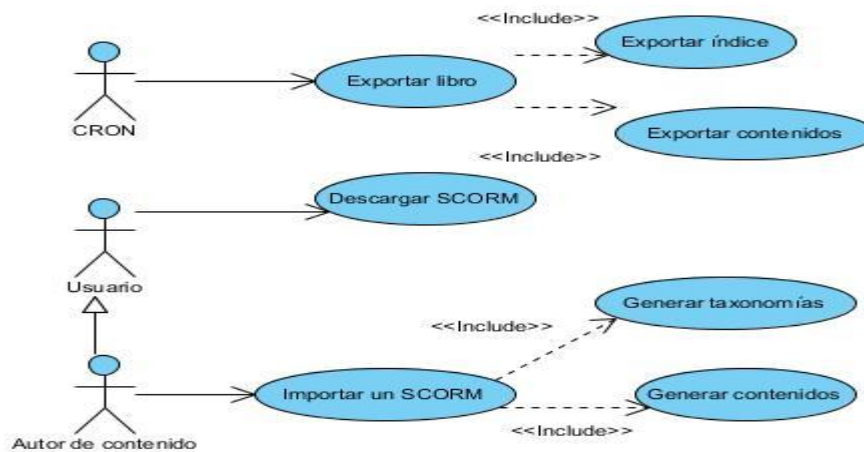 <<Include>>
Exportar índice
Exportar libro
CRON
Exportar contenidos
<<Include>>
Descargar SCORM
Usuario
Generar taxonomías
<<Include>>
Importar un SCORM
Generar contenidos
<<Include>>
Autor de contenido